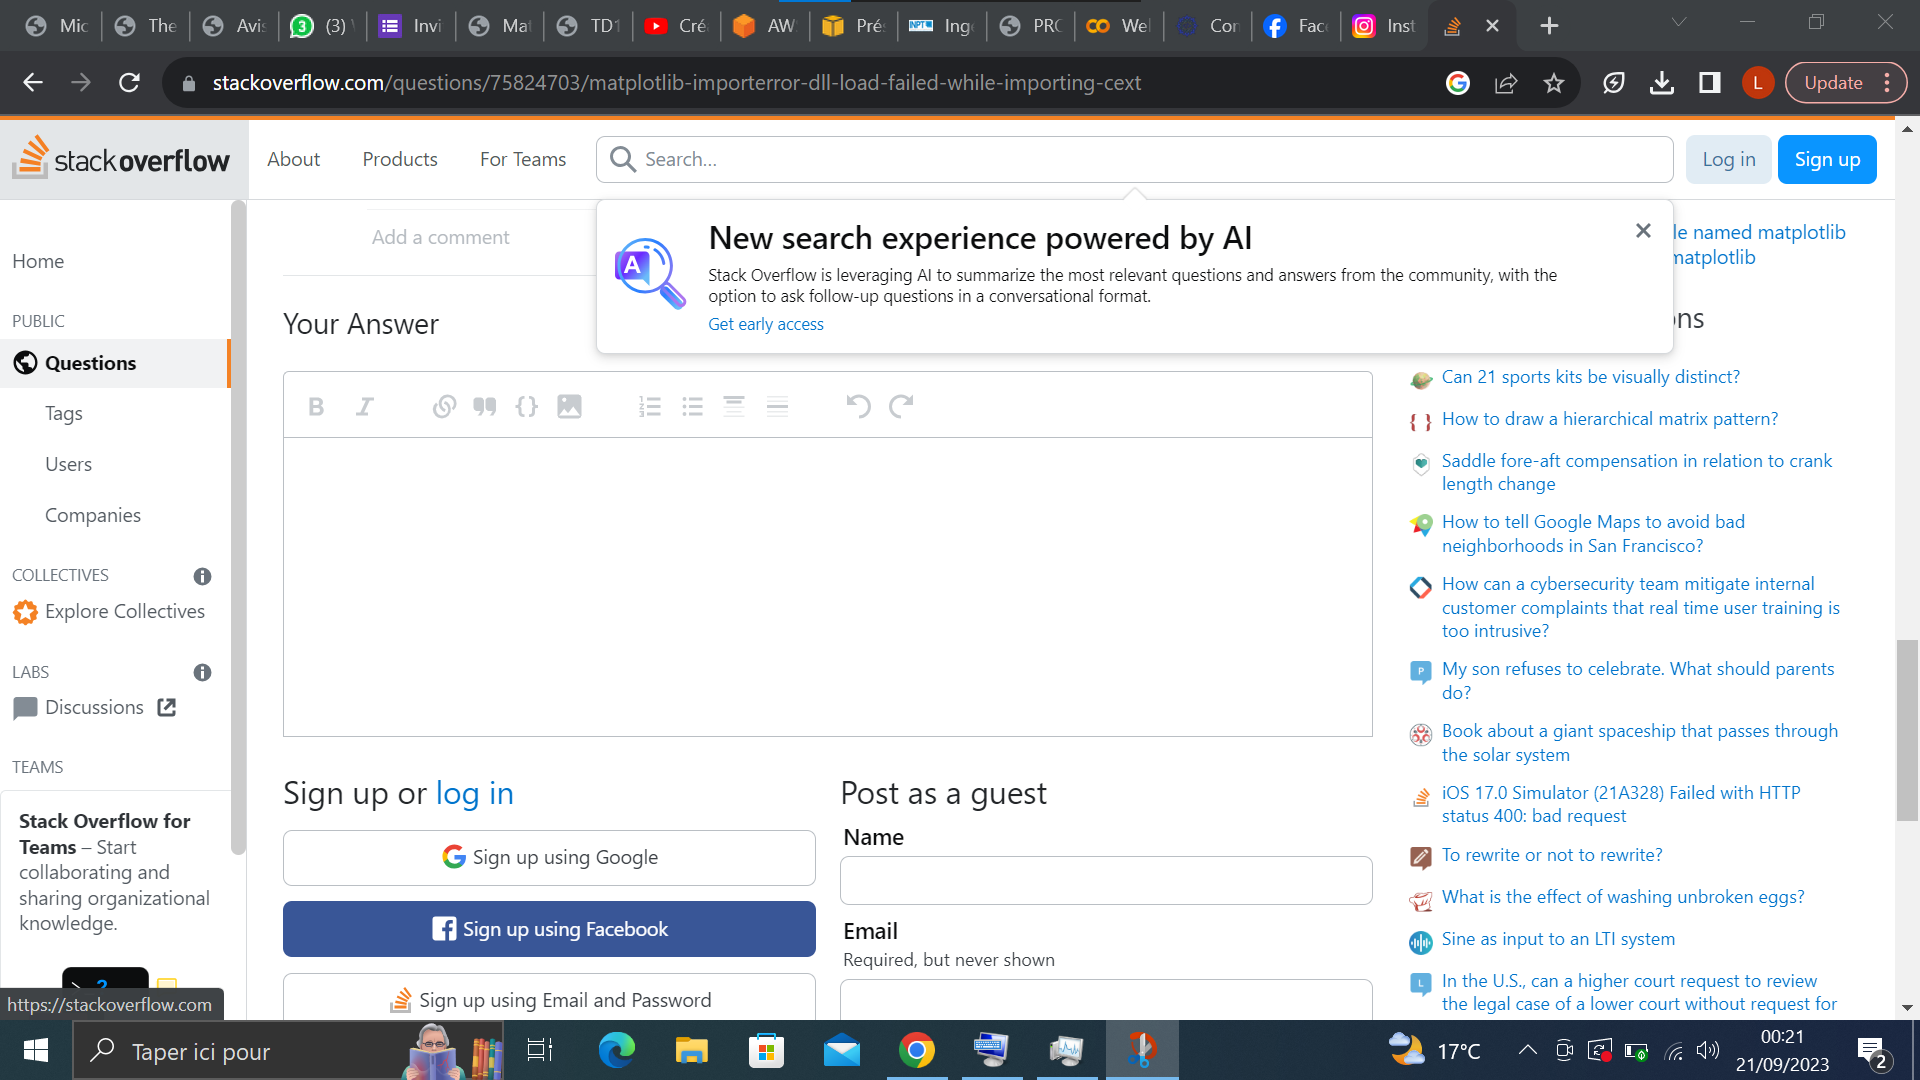 Mic
The
Avis
(3)
Invi
Mat
TD1
Cré
AW
Pré
Inge
PRO
Wel
Con
Face
Inst
stackoverflow.com/questions/75824703/matplotlib-importerror-dll-load-failed-while-importing-cext
L
Update
stackoverflow
About
Products
For Teams
Search...
Log in
Sign up
New search experience powered by AI
Stack Overflow is leveraging AI to summarize the most relevant questions and answers from the community, with the
option to ask follow-up questions in a conversational format.
Get early access
Home
PUBLIC
Questions
Tags
Users
Companies
COLLECTIVES
Explore Collectives
LABS
Discussions
TEAMS
Stack Overflow for
Teams – Start
collaborating and
sharing organizational
knowledge.
https://stackoverflow.com
Add a comment
Your Answer
Sign up or log in
Sign up using Google
Sign up using Facebook
Sign up using Email and Password
Post as a guest
Name
Email
Required, but never shown
named matplotlib
matplotlib
Can 21 sports kits be visually distinct?
How to draw a hierarchical matrix pattern?
Saddle fore-aft compensation in relation to crank
length change
How to tell Google Maps to avoid bad
neighborhoods in San Francisco?
How can a cybersecurity team mitigate internal
customer complaints that real time user training is
too intrusive?
My son refuses to celebrate. What should parents
do?
Book about a giant spaceship that passes through
the solar system
iOS 17.0 Simulator (21A328) Failed with HTTP
status 400: bad request
To rewrite or not to rewrite?
What is the effect of washing unbroken eggs?
Sine as input to an LTI system
In the U.S., can a higher court request to review
the legal case of a lower court without request for
Taper ici pour
17°C
00:21
21/09/2023
2